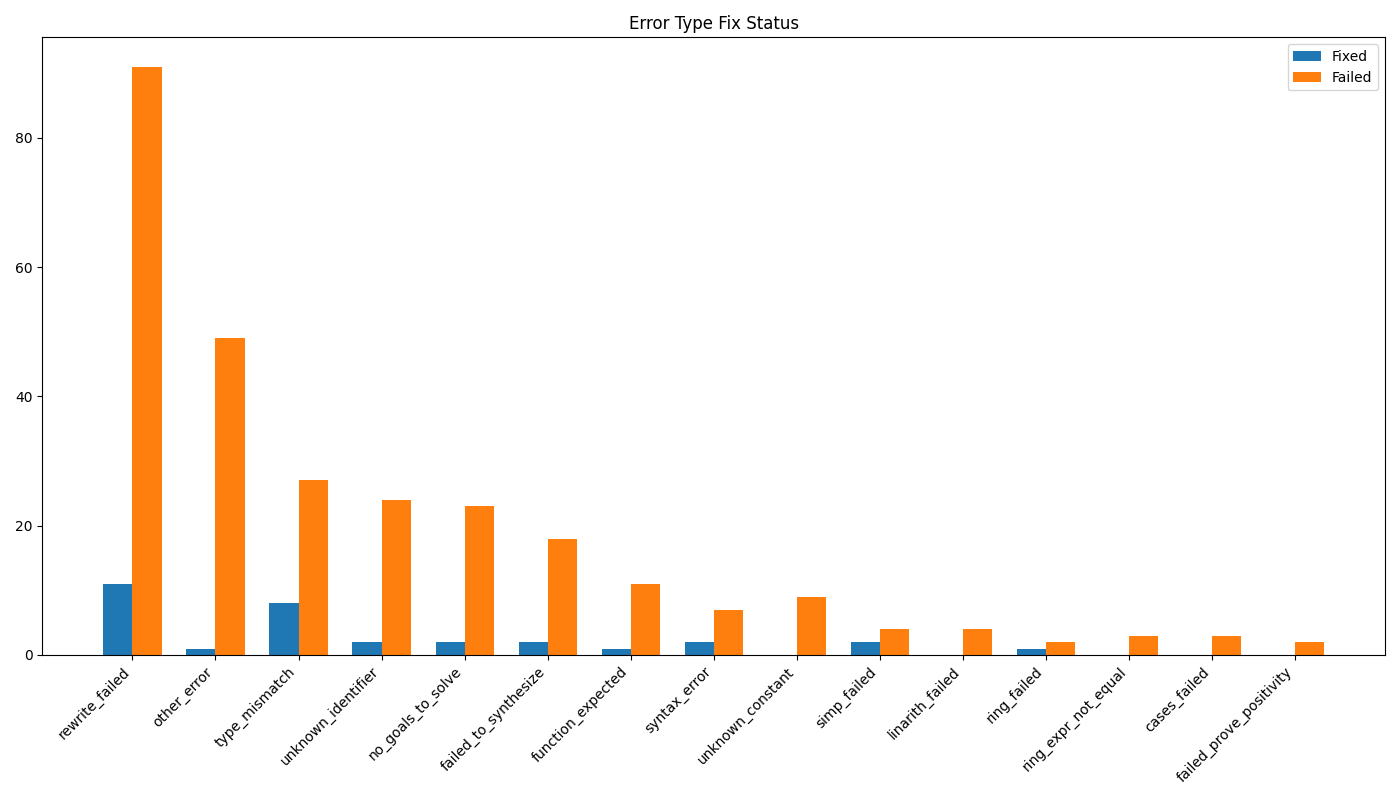 Error Type Fix Status
Fixed
Failed
80
60
40
20
0
rewrite_failed
other_error
type_mismatch
unknown_identifier
no_goals_to_solve
failed_to_synthesize
function_expected
syntax_error
unknown_constant
simp_failed
linarith_failed
ring_failed
ring_expr_not_equal
cases_failed
failed_prove_positivity